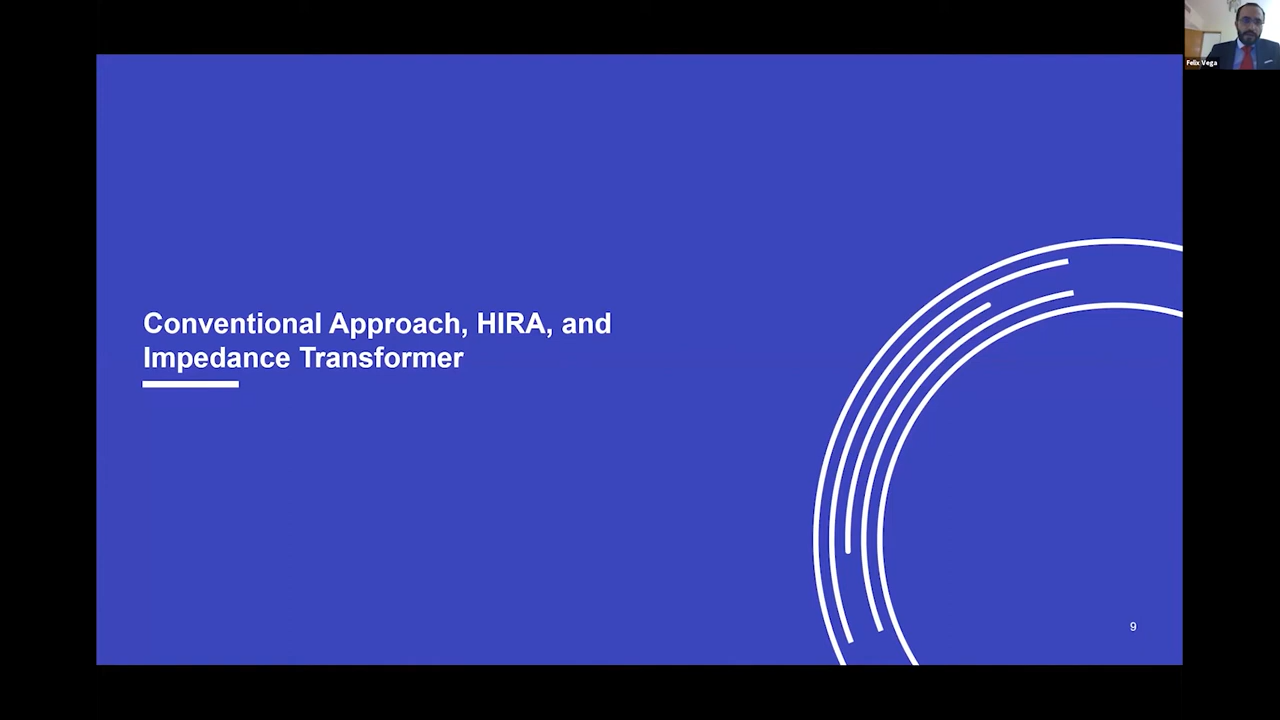 Felix Vega
Conventional Approach, HIRA, and
Impedance Transformer
9